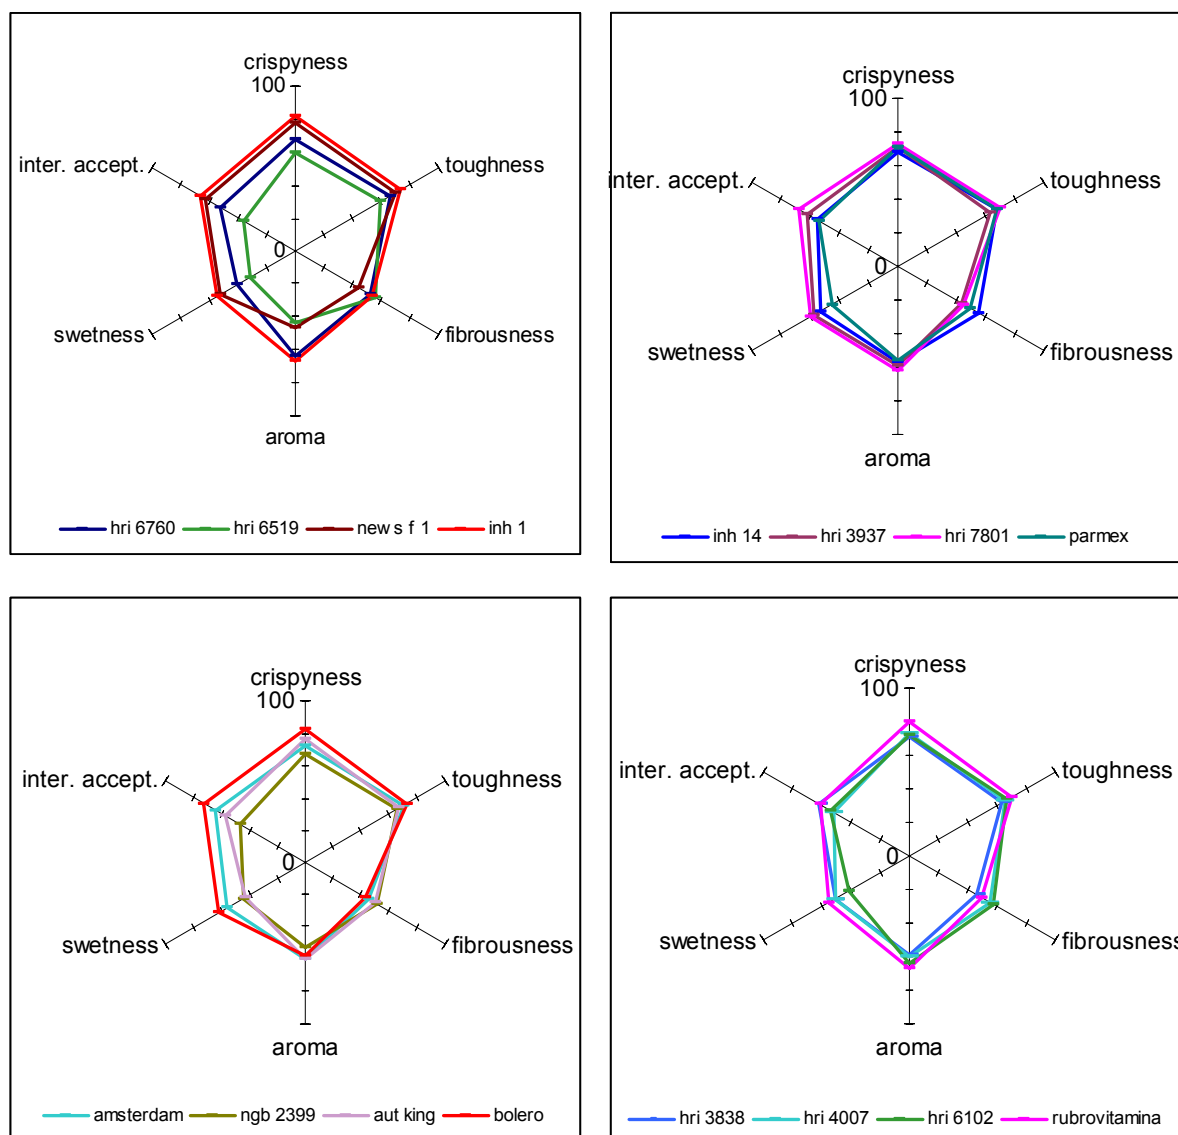 crispyness
100
inter. accept.
toughness
0
swetness
fibrousness
aroma
hri 6760 hri 6519 new s f 1 inh 1
crispyness
100
inter. accept.
toughness
0
swetness
fibrousness
aroma
inh 14 hri 3937 hri 7801 parmex
crispyness
100
inter. accept.
toughness
0
swetness
fibrousness
aroma
amsterdam ngb 2399 aut king bolero
crispyness
100
inter. accept.
toughness
0
swetness
fibrousness
aroma
hri 3838 hri 4007 hri 6102 rubrovitamina